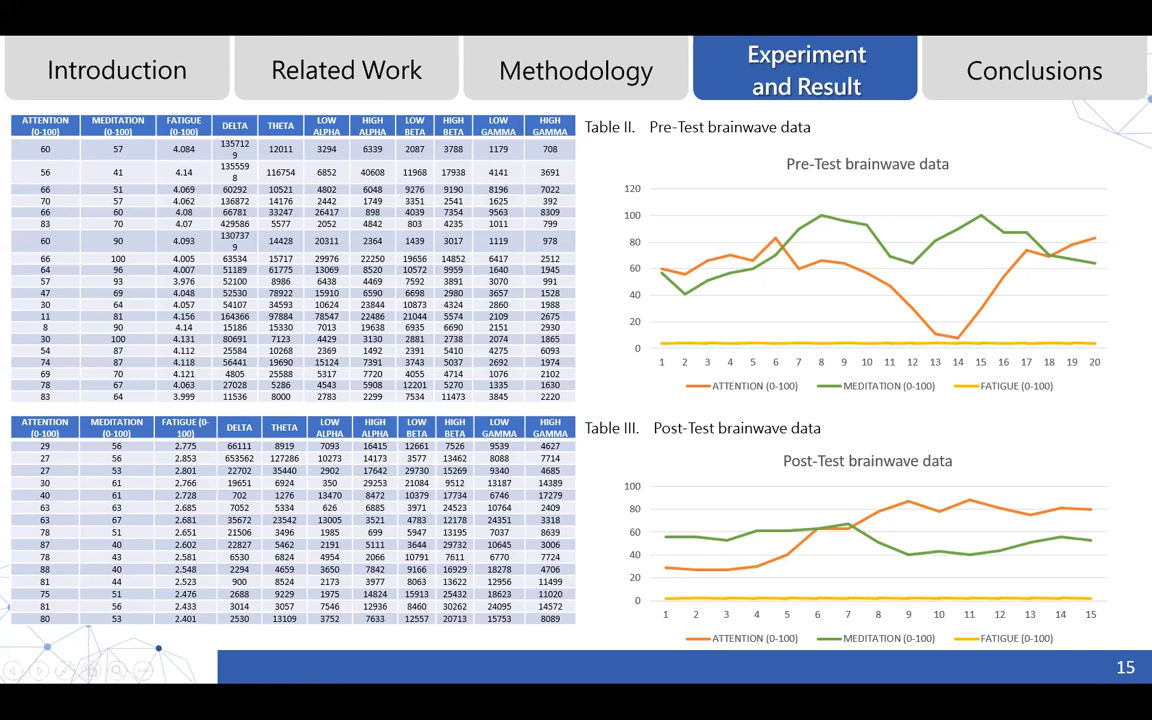 Introduction
Related Work
Methodology
Experiment
and Result
Conclusions
ATTENTION (0-100) MEDITATION (0-100) FATIGUE (0-100) DELTA THETA LOW ALPHA HIGH ALPHA LOW BETA HIGH BETA LOW GAMMA HIGH GAMMA
60 57 4.084 1357129 12011 3294 6339 2087 3788 1179 708
56 41 4.14 1355598 116754 6852 40608 11968 17938 4141 3691
66 51 4.069 60292 10521 4802 6048 9276 9190 8196 7022
70 57 4.062 136872 14176 2442 1749 3351 2541 1625 392
66 60 4.08 66781 33247 26417 898 4039 7354 9563 8309
83 70 4.07 429586 5577 2052 4842 803 4235 1011 799
60 90 4.093 1307379 14428 20311 2364 1439 3017 1119 978
66 100 4.005 63534 15717 29976 22250 19656 14852 6417 2512
64 96 4.007 51189 61775 13069 8520 10572 9959 1640 1945
57 93 3.976 52100 8986 6438 4469 7592 3891 3070 991
47 69 4.048 52530 78922 15910 6590 6698 2980 3657 1528
30 64 4.057 54107 34593 10624 23844 10873 4324 2860 1988
11 81 4.156 164366 97884 78547 22486 21044 5574 2109 2675
8 90 4.14 15186 15330 7013 19638 6935 6690 2151 2930
30 100 4.131 80691 7123 4429 3130 2881 2738 2074 1865
54 87 4.112 25584 10268 2369 1492 2391 5410 4275 6093
74 87 4.118 56441 19690 15124 7391 3743 5037 2692 1974
69 70 4.121 4805 25588 5317 7720 4055 4714 1076 2102
78 67 4.063 27028 5286 4543 5908 12201 5270 1335 1630
83 64 3.999 11536 8000 2783 2299 7534 11473 3845 2220
Table II. Pre-Test brainwave data
Pre-Test brainwave data
120
100
80
60
40
20
0
1 2 3 4 5 6 7 8 9 10 11 12 13 14 15 16 17 18 19 20
ATTENTION (0-100) MEDITATION (0-100) FATIGUE (0-100)
ATTENTION (0-100) MEDITATION (0-100) FATIGUE (0-100) DELTA THETA LOW ALPHA HIGH ALPHA LOW BETA HIGH BETA LOW GAMMA HIGH GAMMA
29 56 2.775 66111 8919 7093 16415 12661 7526 9539 4627
27 56 2.853 653562 127286 10273 14173 3577 13462 8088 7714
27 53 2.801 22702 35440 2902 17642 29730 15269 9340 4685
30 61 2.766 19651 6924 350 29253 21084 9512 13187 14389
40 61 2.728 702 1276 13470 8472 10379 17734 6746 17279
63 63 2.685 7052 5334 626 6885 3971 24523 10764 2409
63 67 2.681 35672 23542 13005 3521 4783 12178 24351 3318
78 51 2.651 21506 3496 1985 699 5947 13195 7037 8639
87 40 2.602 22827 5462 2191 5111 3644 29732 10645 3006
78 43 2.581 6530 6824 4954 2066 10791 7611 6770 7724
88 40 2.548 2294 4659 3650 7842 9166 16929 18278 4706
81 44 2.523 900 8524 2173 3977 8063 13622 12956 11499
75 51 2.476 2688 9229 1975 14824 15913 25432 18623 11020
81 56 2.433 3014 3057 7546 12936 8460 30262 24095 14572
80 53 2.401 2530 13109 3752 7633 12557 20713 15753 8089
Table III. Post-Test brainwave data
Post-Test brainwave data
100
80
60
40
20
0
1 2 3 4 5 6 7 8 9 10 11 12 13 14 15
ATTENTION (0-100) MEDITATION (0-100) FATIGUE (0-100)
15